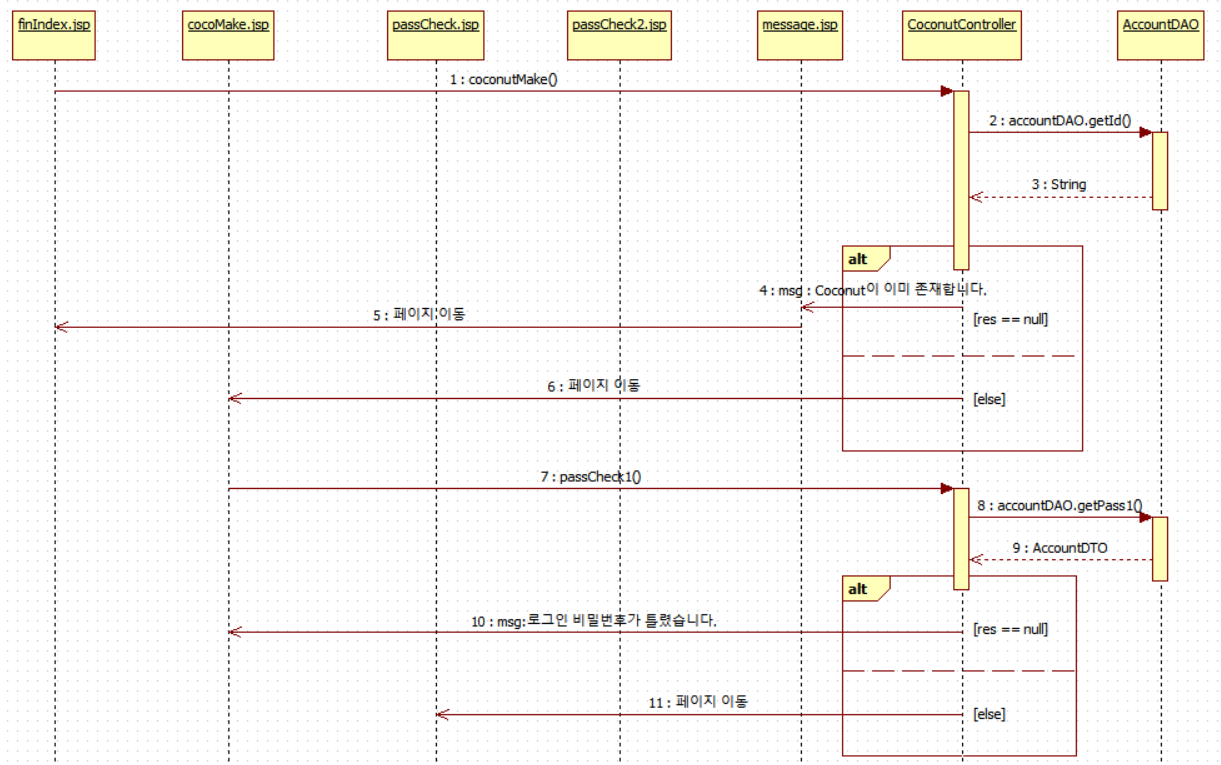 finIndex.jsp
cocoMake.jsp
passCheck.jsp
passCheck2.jsp
message.jsp
CoconutController
AccountDAO
1 : coconutMake()
2 : accountDAO.getId()
3 : String
alt
4 : msg : Coconut이 이미 존재합니다.
[res == null]
5 : 페이지 이동
6 : 페이지 이동
[else]
7 : passCheck1()
8 : accountDAO.getPass1()
9 : AccountDTO
alt
10 : msg:로그인 비밀번호가 틀렸습니다.
[res == null]
11 : 페이지 이동
[else]